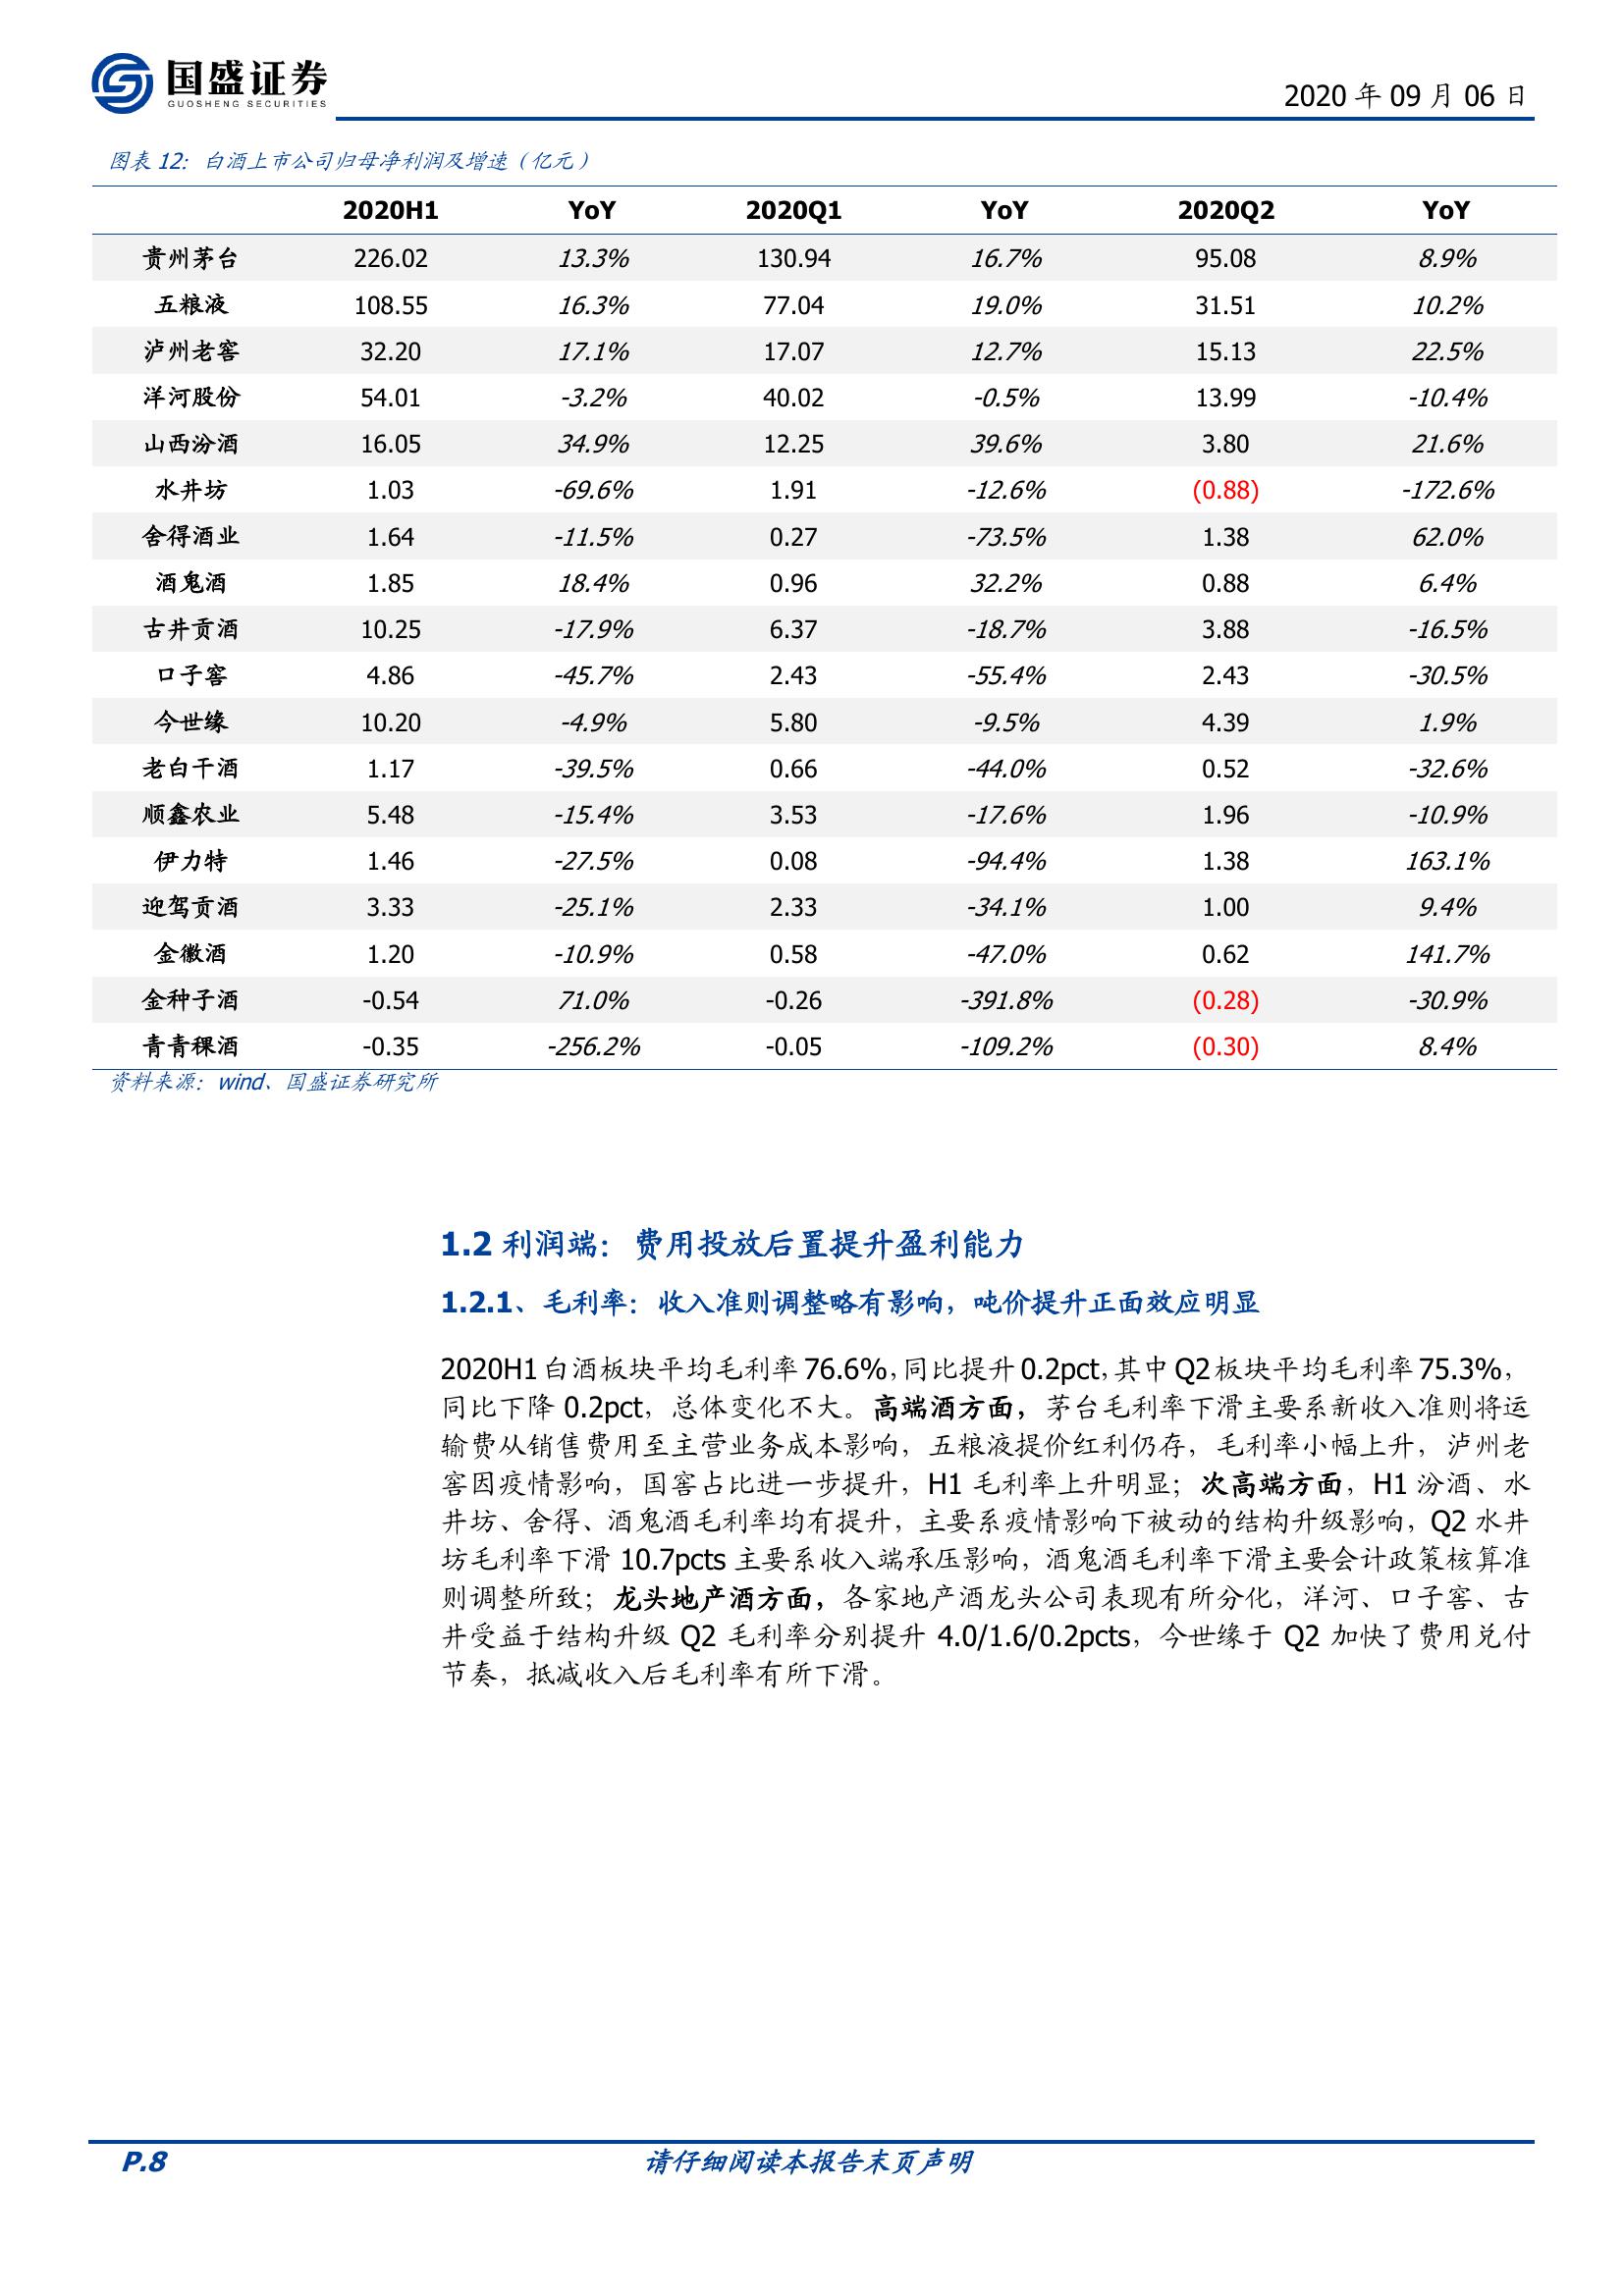 国盛证券
GUOSHENG SECURITIES
2020 年 09 月 06 日
图表 12：白酒上市公司归母净利润及增速（亿元）
2020H1 YoY 2020Q1 YoY 2020Q2 YoY
贵州茅台 226.02 13.3% 130.94 16.7% 95.08 8.9%
五粮液 108.55 16.3% 77.04 19.0% 31.51 10.2%
泸州老窖 32.20 17.1% 17.07 12.7% 15.13 22.5%
洋河股份 54.01 -3.2% 40.02 -0.5% 13.99 -10.4%
山西汾酒 16.05 34.9% 12.25 39.6% 3.80 21.6%
水井坊 1.03 -69.6% 1.91 -12.6% (0.88) -172.6%
舍得酒业 1.64 -11.5% 0.27 -73.5% 1.38 62.0%
酒鬼酒 1.85 18.4% 0.96 32.2% 0.88 6.4%
古井贡酒 10.25 -17.9% 6.37 -18.7% 3.88 -16.5%
口子窖 4.86 -45.7% 2.43 -55.4% 2.43 -30.5%
今世缘 10.20 -4.9% 5.80 -9.5% 4.39 1.9%
老白干酒 1.17 -39.5% 0.66 -44.0% 0.52 -32.6%
顺鑫农业 5.48 -15.4% 3.53 -17.6% 1.96 -10.9%
伊力特 1.46 -27.5% 0.08 -94.4% 1.38 163.1%
迎驾贡酒 3.33 -25.1% 2.33 -34.1% 1.00 9.4%
金徽酒 1.20 -10.9% 0.58 -47.0% 0.62 141.7%
金种子酒 -0.54 71.0% -0.26 -391.8% (0.28) -30.9%
青青稞酒 -0.35 -256.2% -0.05 -109.2% (0.30) 8.4%
资料来源：wind、国盛证券研究所
1.2 利润端：费用投放后置提升盈利能力
1.2.1、毛利率：收入准则调整略有影响，吨价提升正面效应明显
2020H1 白酒板块平均毛利率 76.6%，同比提升 0.2pct，其中 Q2 板块平均毛利率 75.3%，
同比下降 0.2pct，总体变化不大。高端酒方面，茅台毛利率下滑主要系新收入准则将运
输费从销售费用至主营业务成本影响，五粮液提价红利仍存，毛利率小幅上升，泸州老
窖因疫情影响，国窖占比进一步提升，H1 毛利率上升明显；次高端方面，H1 汾酒、水
井坊、舍得、酒鬼酒毛利率均有提升，主要系疫情影响下被动的结构升级影响，Q2 水井
坊毛利率下滑 10.7pcts 主要系收入端承压影响，酒鬼酒毛利率下滑主要会计政策核算准
则调整所致；龙头地产酒方面，各家地产酒龙头公司表现有所分化，洋河、口子窖、古
井受益于结构升级 Q2 毛利率分别提升 4.0/1.6/0.2pcts，今世缘于 Q2 加快了费用兑付
节奏，抵减收入后毛利率有所下滑。
P.8 请仔细阅读本报告末页声明